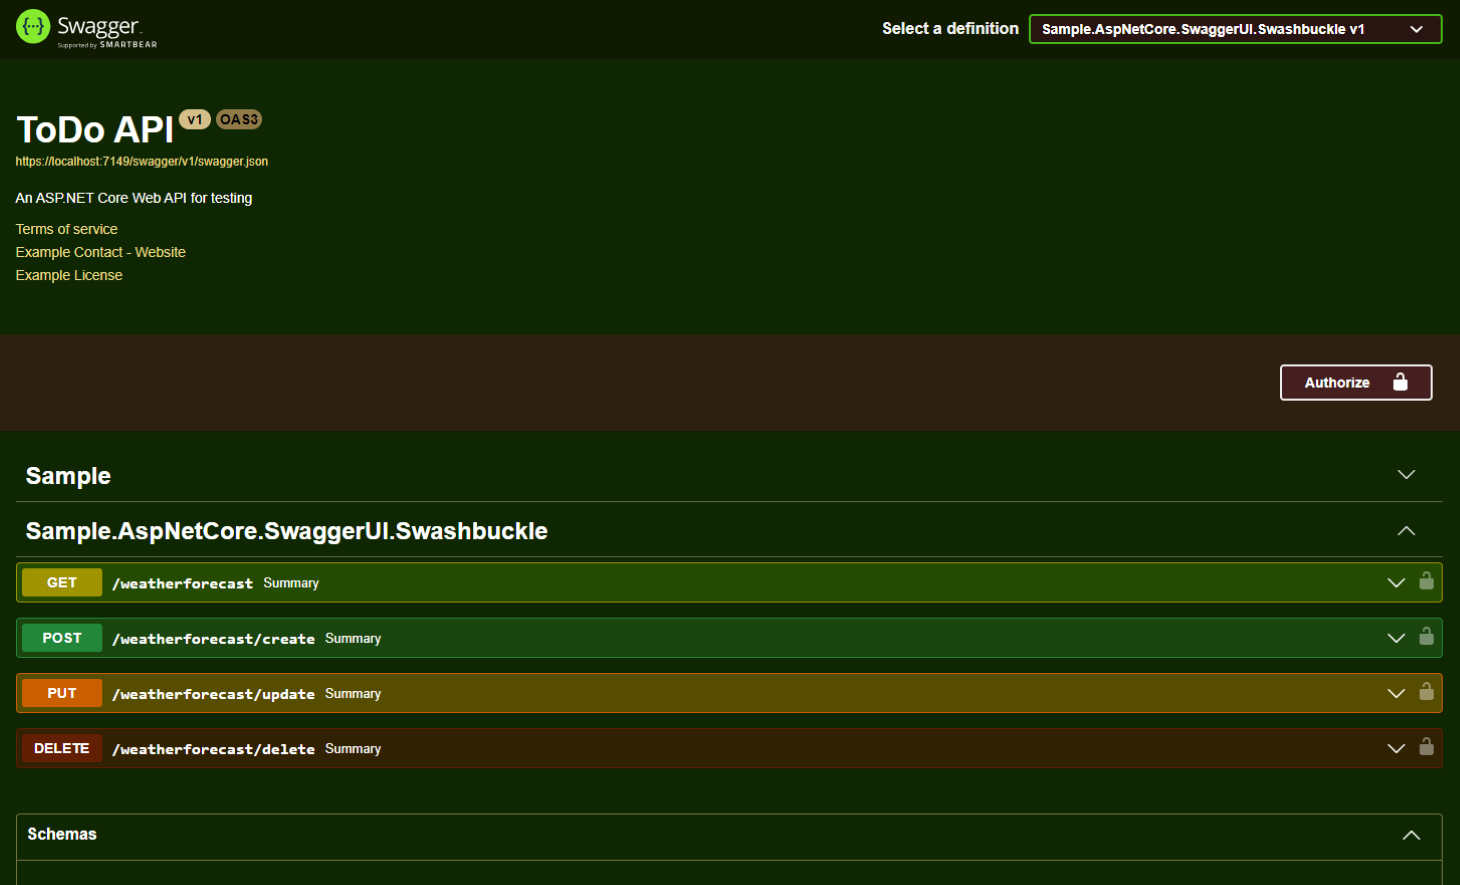 Swagger.
Supported by SMARTBEAR
Select a definition
Sample.AspNetCore.SwaggerUI.Swashbuckle v1
ToDo API v1 OAS3
https://localhost:7149/swagger/v1/swagger.json
An ASP.NET Core Web API for testing
Terms of service
Example Contact - Website
Example License
Authorize
Sample
Sample.AspNetCore.SwaggerUI.Swashbuckle
GET /weatherforecast Summary
POST /weatherforecast/create Summary
PUT /weatherforecast/update Summary
DELETE /weatherforecast/delete Summary
Schemas